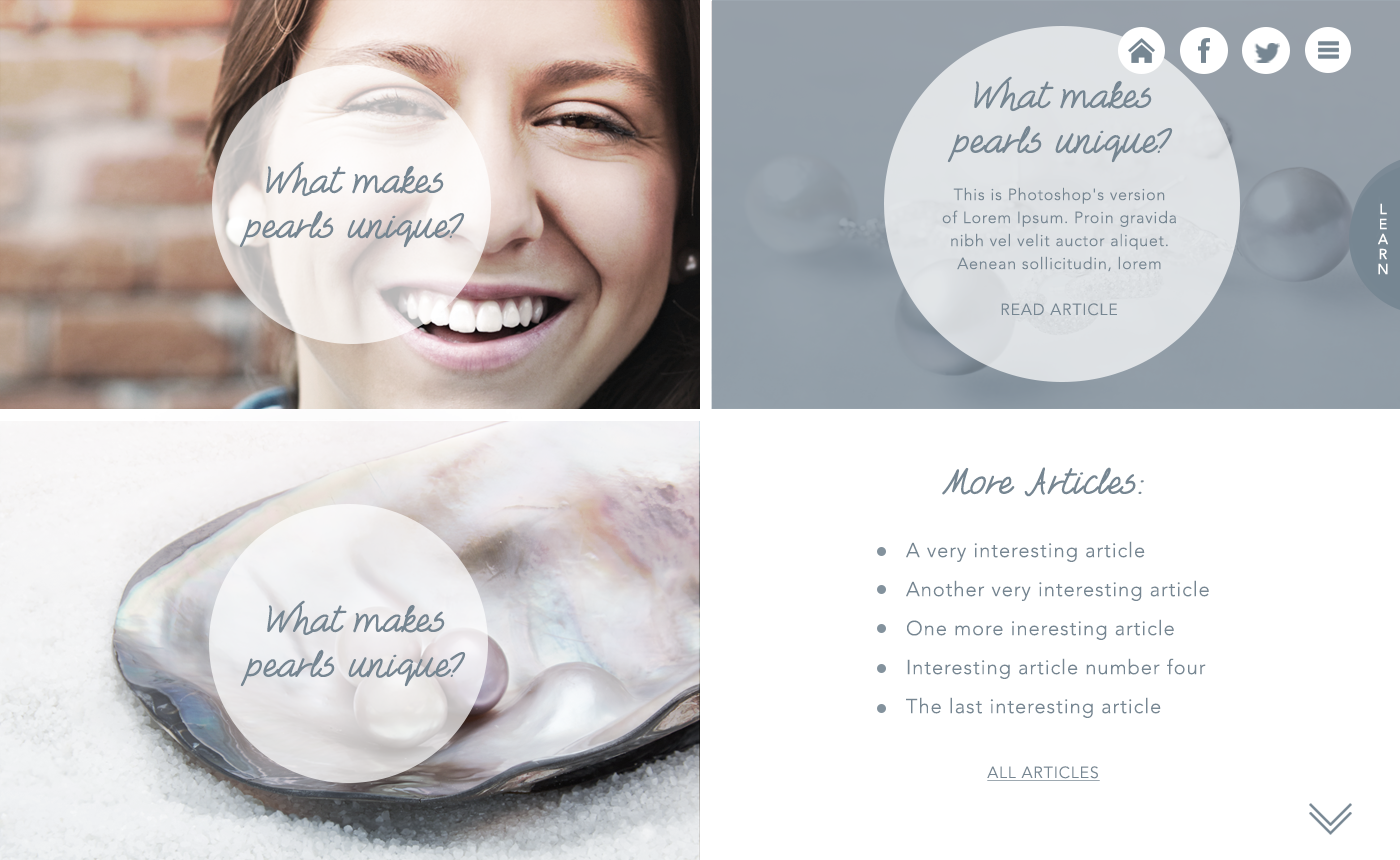 What makes
pearls unique?
What makes
pearls unique?
This is Photoshop's version
of Lorem Ipsum. Proin gravida
nibh vel velit auctor aliquet.
Aenean sollicitudin, lorem
READ ARTICLE
LEARN
What makes
pearls unique?
More Articles:
A very interesting article
Another very interesting article
One more ineresting article
Interesting article number four
The last interesting article
ALL ARTICLES